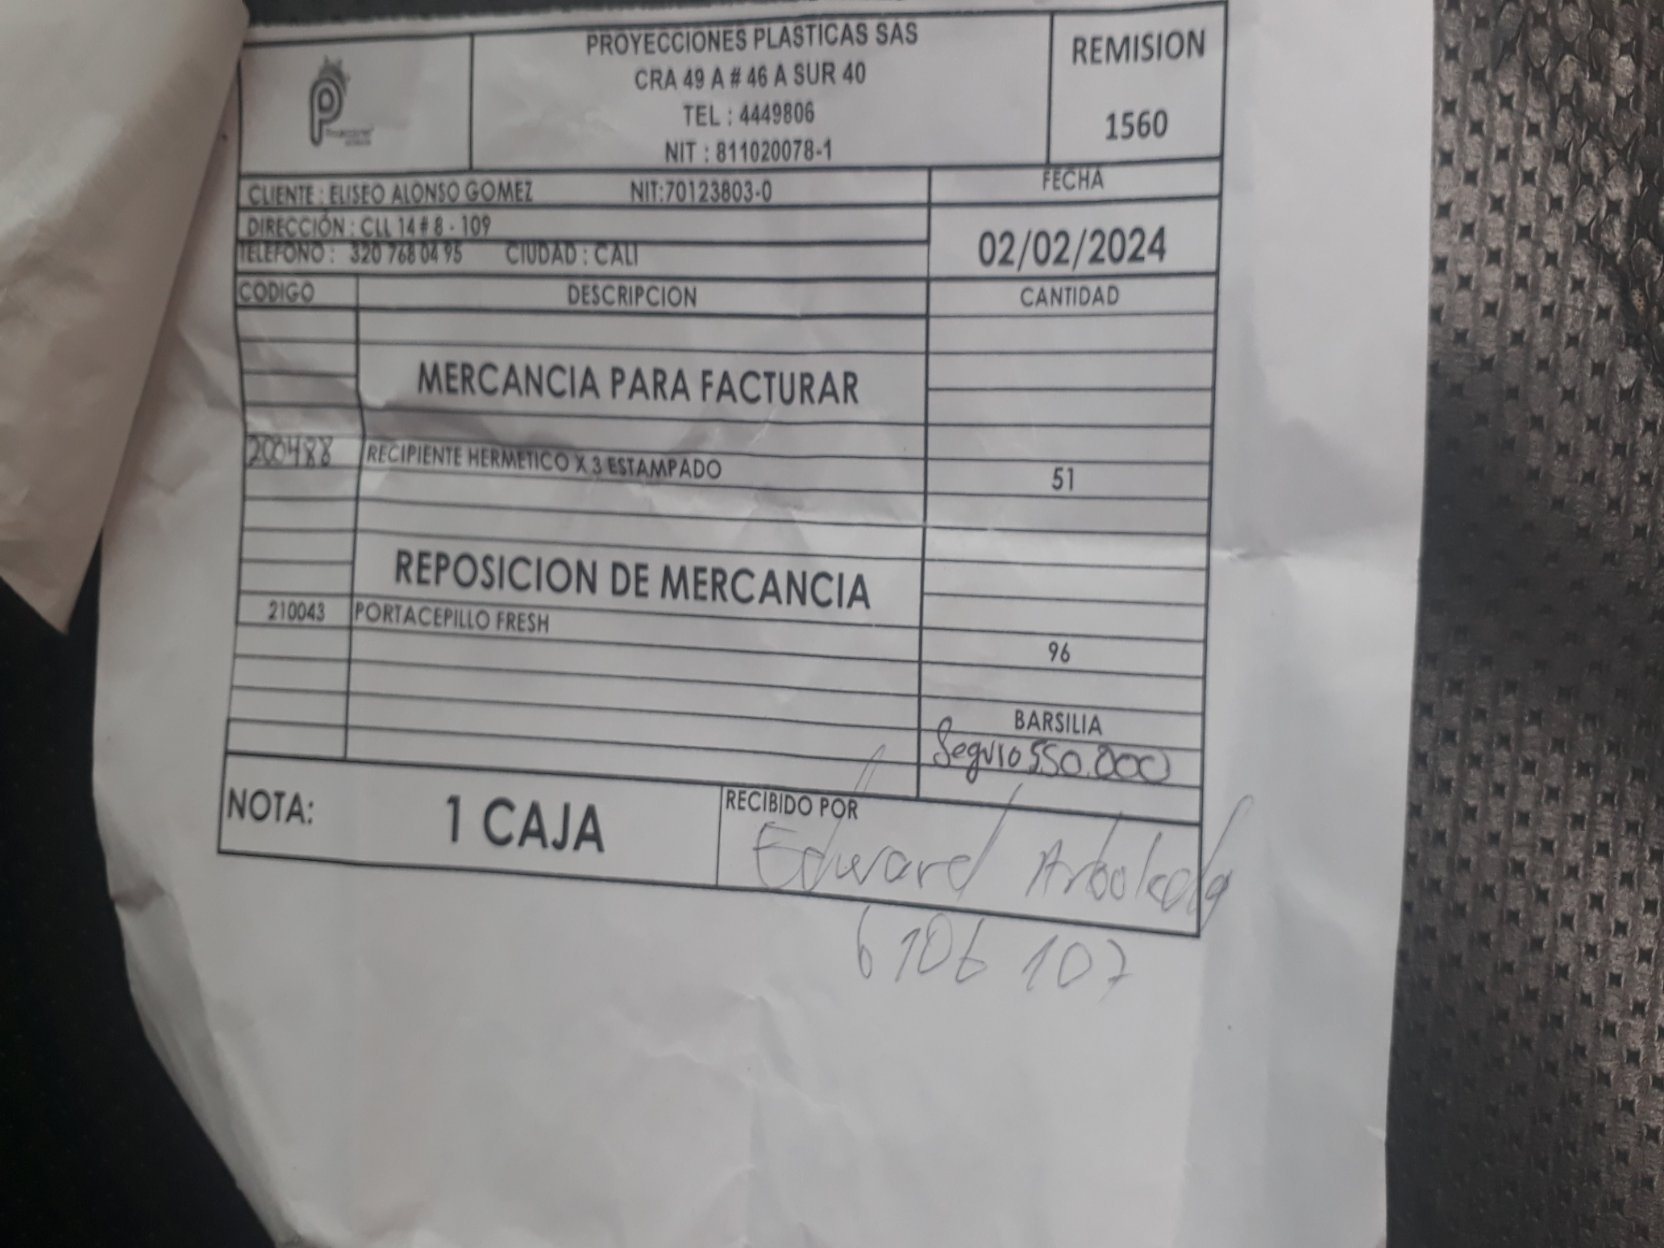 PROYECCIONES PLASTICAS SAS
CRA 49 A # 46 A SUR 40
TEL : 4449806
NIT : 811020078-1
REMISION
1560
CLIENTE : ELISEO ALONSO GOMEZ NIT:70123803-0
FECHA
DIRECCIÓN : CLL 14 # 8 - 109
TELEFONO : 320 768 04 95 CIUDAD : CALI
02/02/2024
CODIGO DESCRIPCION CANTIDAD
MERCANCIA PARA FACTURAR
200488 RECIPIENTE HERMETICO X 3 ESTAMPADO 51
REPOSICION DE MERCANCIA
210043 PORTACEPILLO FRESH 96
BARSILIA
Seguro 550.000
NOTA: 1 CAJA
RECIBIDO POR
Edward Arboleda
6106107